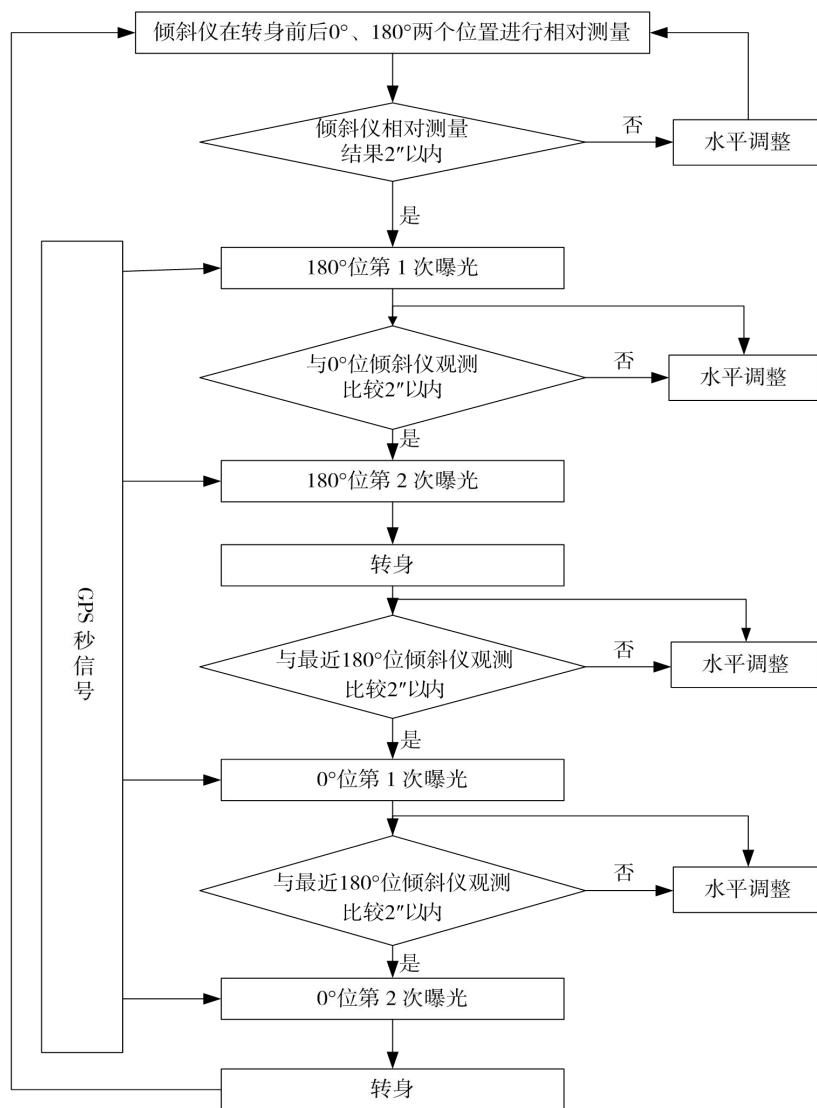 倾斜仪在转身前后0°、180°两个位置进行相对测量
倾斜仪相对测量
结果2″以内
否
水平调整
是
180°位第 1 次曝光
与0°位倾斜仪观测
比较2″以内
否
水平调整
是
180°位第 2 次曝光
转身
GPS 秒信号
与最近180°位倾斜仪观测
比较2″以内
否
水平调整
是
0°位第 1 次曝光
与最近180°位倾斜仪观测
比较2″以内
否
水平调整
是
0°位第 2 次曝光
转身